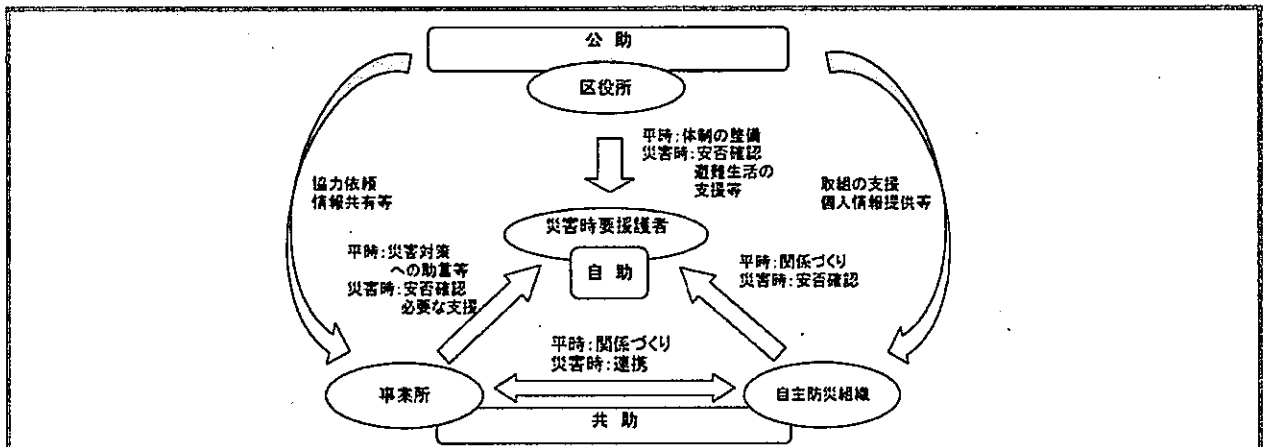 公助
区役所
平時:体制の整備
災害時:安否確認
避難生活の
支援等
協力依頼
情報共有等
取組の支援
個人情報提供等
災害時要援護者
自助
平時:災害対策
への助言等
災害時:安否確認
必要な支援
平時:関係づくり
災害時:安否確認
平時:関係づくり
災害時:連携
事業所
自主防災組織
共助